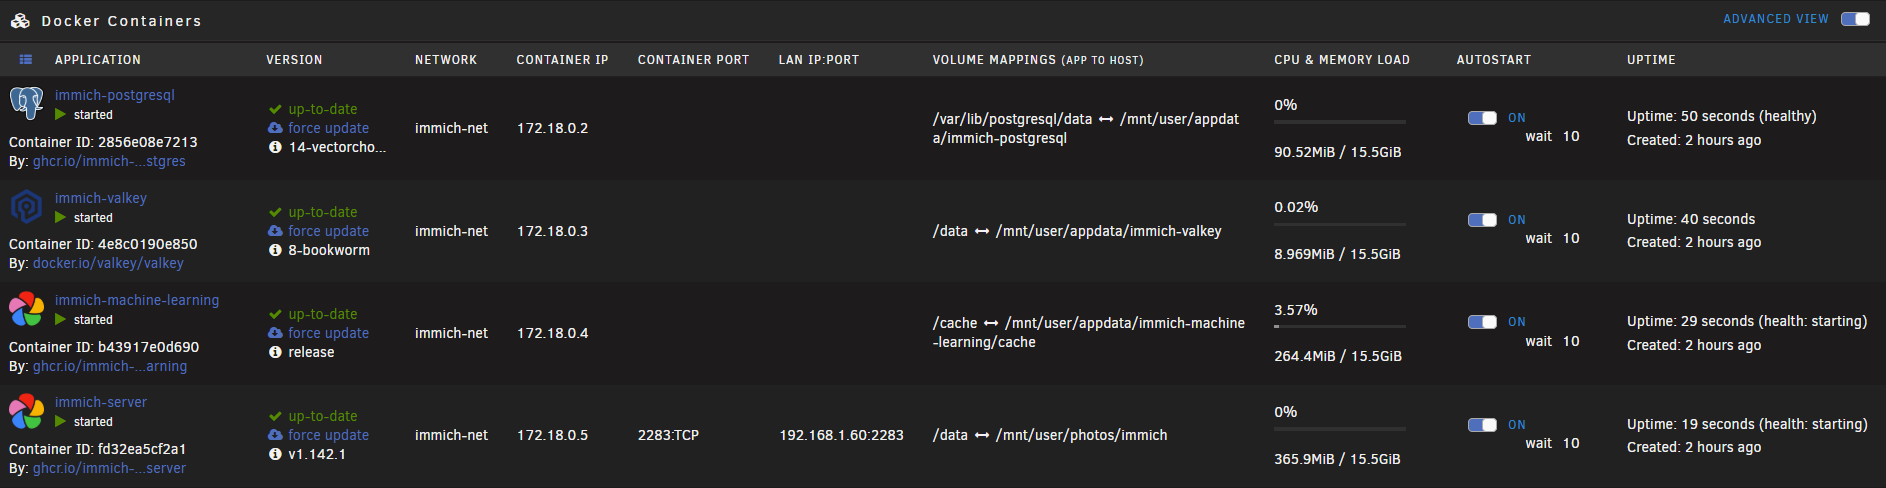 Docker Containers
ADVANCED VIEW
APPLICATION VERSION NETWORK CONTAINER IP CONTAINER PORT LAN IP:PORT VOLUME MAPPINGS (APP TO HOST) CPU & MEMORY LOAD AUTOSTART UPTIME
immich-postgresql
started
Container ID: 2856e08e7213
By: ghcr.io/immich-...stgres
up-to-date
force update
14-vectorcho...
immich-net
172.18.0.2
/var/lib/postgresql/data ↔ /mnt/user/appdat
a/immich-postgresql
0%
90.52MiB / 15.5GiB
ON
wait 10
Uptime: 50 seconds (healthy)
Created: 2 hours ago
immich-valkey
started
Container ID: 4e8c0190e850
By: docker.io/valkey/valkey
up-to-date
force update
8-bookworm
immich-net
172.18.0.3
/data ↔ /mnt/user/appdata/immich-valkey
0.02%
8.969MiB / 15.5GiB
ON
wait 10
Uptime: 40 seconds
Created: 2 hours ago
immich-machine-learning
started
Container ID: b43917e0d690
By: ghcr.io/immich-...arning
up-to-date
force update
release
immich-net
172.18.0.4
/cache ↔ /mnt/user/appdata/immich-machine
-learning/cache
3.57%
264.4MiB / 15.5GiB
ON
wait 10
Uptime: 29 seconds (health: starting)
Created: 2 hours ago
immich-server
started
Container ID: fd32ea5cf2a1
By: ghcr.io/immich-...server
up-to-date
force update
v1.142.1
immich-net
172.18.0.5
2283:TCP
192.168.1.60:2283
/data ↔ /mnt/user/photos/immich
0%
365.9MiB / 15.5GiB
ON
wait 10
Uptime: 19 seconds (health: starting)
Created: 2 hours ago